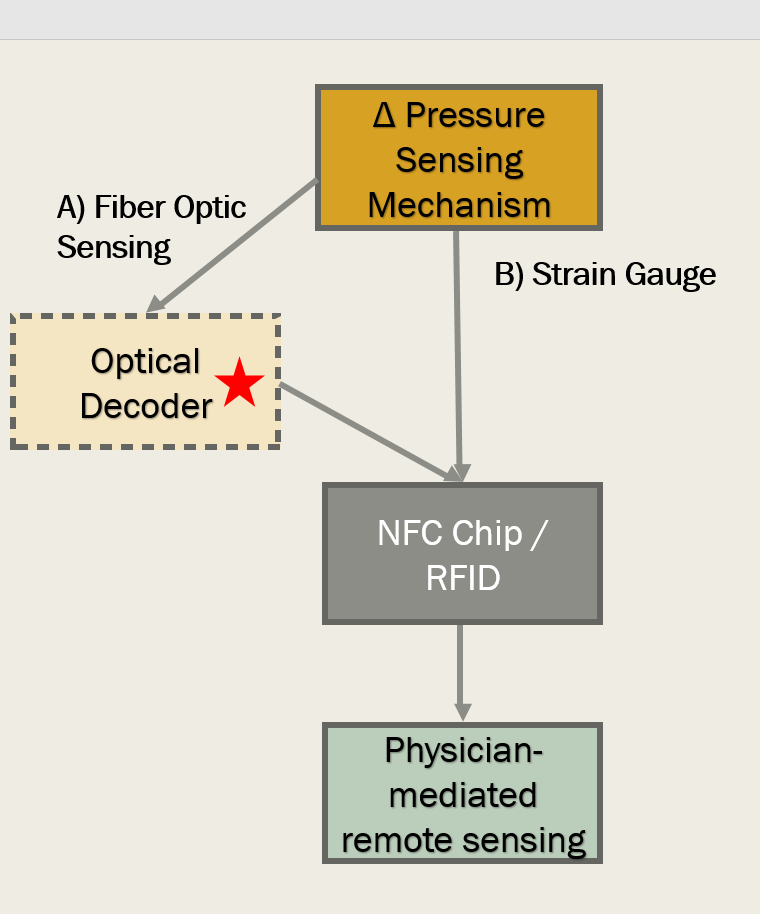 Δ Pressure
Sensing
Mechanism
A) Fiber Optic
Sensing
B) Strain Gauge
Optical
Decoder
NFC Chip /
RFID
Physician-
mediated
remote sensing